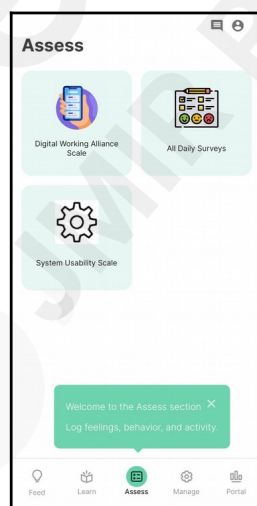 Assess
Digital Working Alliance
Scale
All Daily Surveys
System Usability Scale
Welcome to the Assess section
Log feelings, behavior, and activity.
Feed
Learn
Assess
Manage
Portal